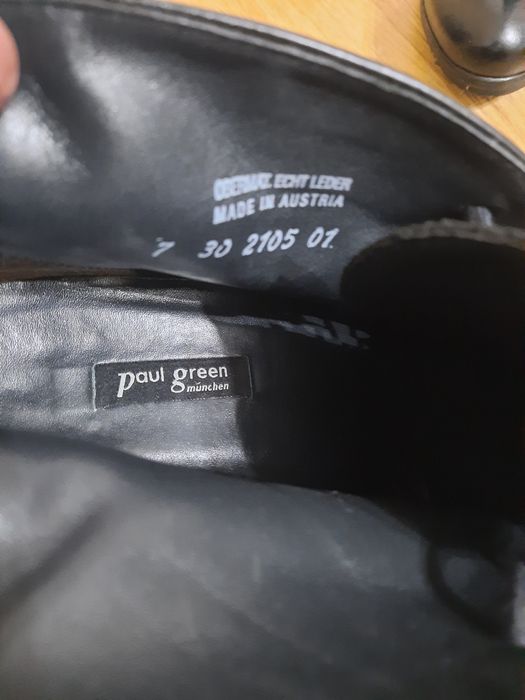 OBERMAT. ECHT LEDER
MADE IN AUSTRIA
7 30 2105 01.
paul green
münchen